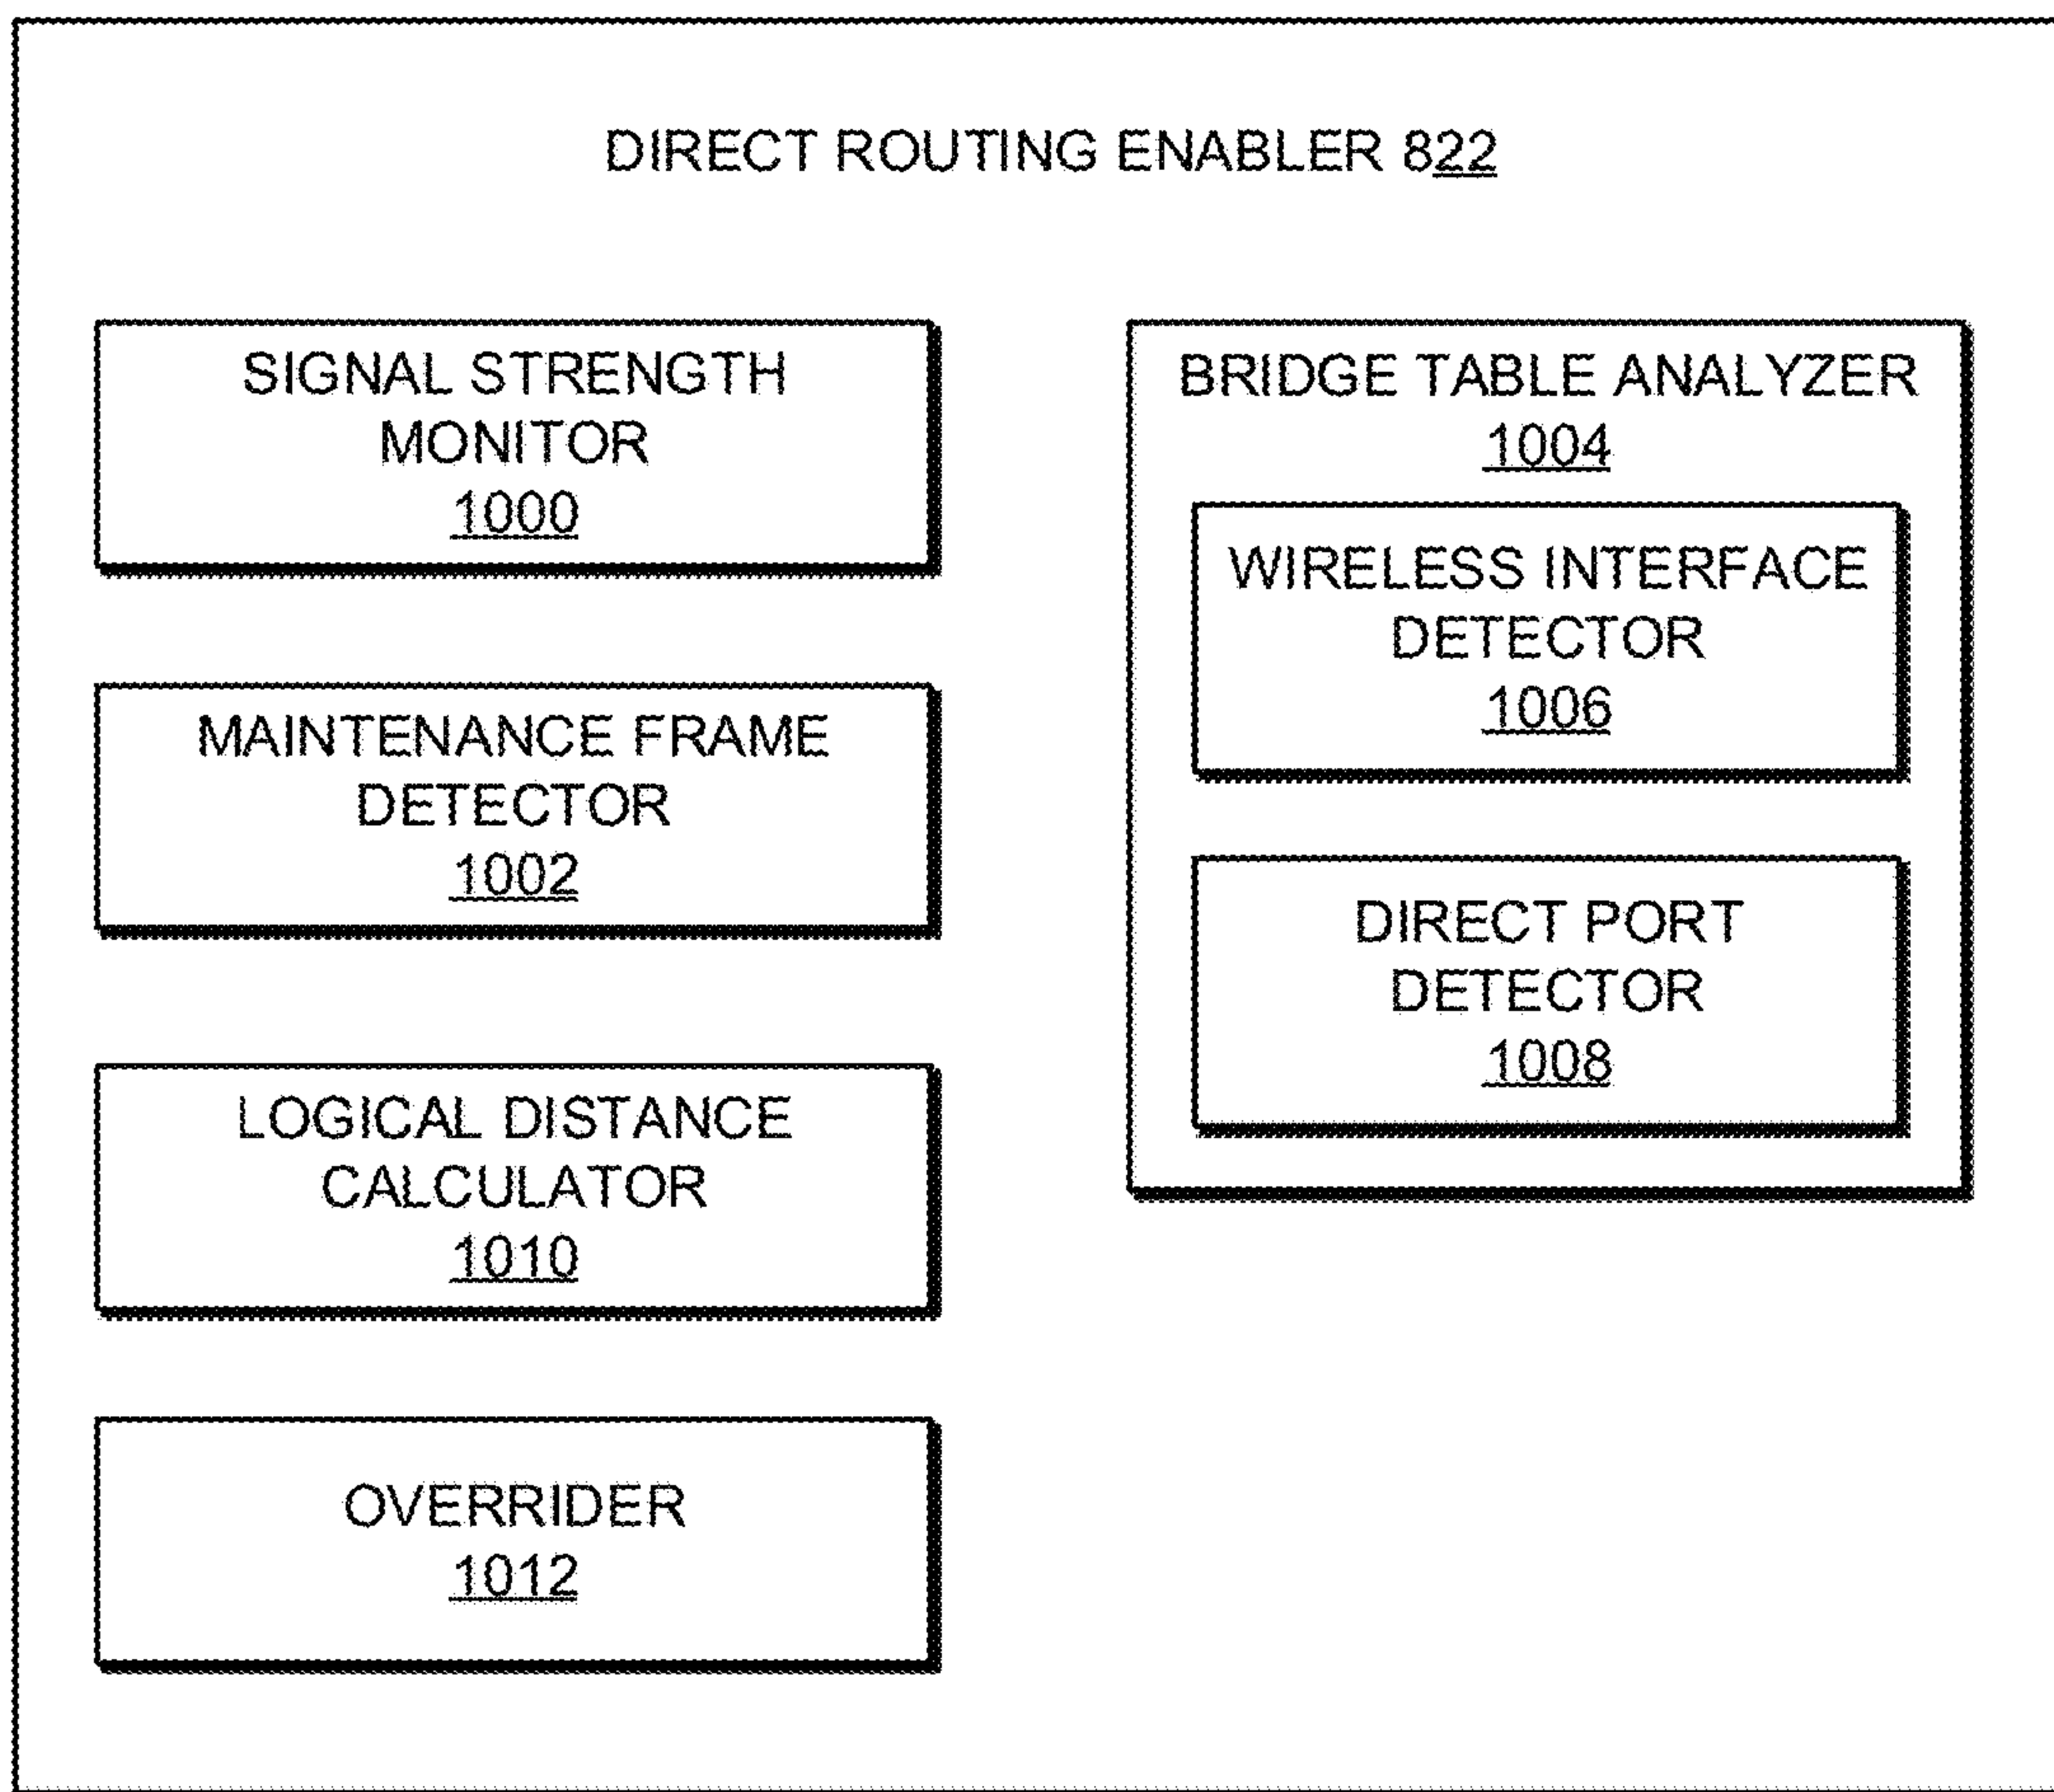 DIRECT ROUTING ENABLER 822
SIGNAL STRENGTH
MONITOR
1000
MAINTENANCE FRAME
DETECTOR
1002
LOGICAL DISTANCE
CALCULATOR
1010
OVERRIDER
1012
BRIDGE TABLE ANALYZER
1004
WIRELESS INTERFACE
DETECTOR
1006
DIRECT PORT
DETECTOR
1008